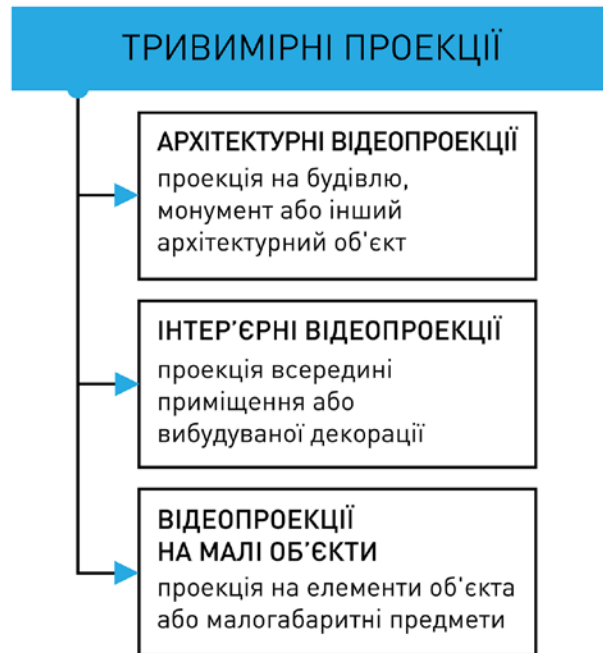 ТРИВИМІРНІ ПРОЕКЦІЇ
АРХІТЕКТУРНІ ВІДЕОПРОЕКЦІЇ
проекція на будівлю,
монумент або інший
архітектурний об'єкт
ІНТЕР’ЄРНІ ВІДЕОПРОЕКЦІЇ
проекція всередині
приміщення або
вибудуваної декорації
ВІДЕОПРОЕКЦІЇ
НА МАЛІ ОБ’ЄКТИ
проекція на елементи об'єкта
або малогабаритні предмети